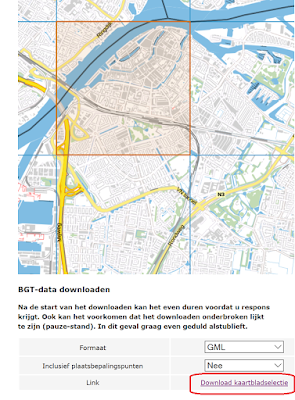 N3
BGT-data downloaden
Na de start van het downloaden kan het even duren voordat u respons
krijgt. Ook kan het voorkomen dat het downloaden onderbroken lijkt
te zijn (pauze-stand). In dit geval graag even geduld alstublieft.
Formaat GML
Inclusief plaatsbepalingspunten Nee
Link Download kaartbladselectie